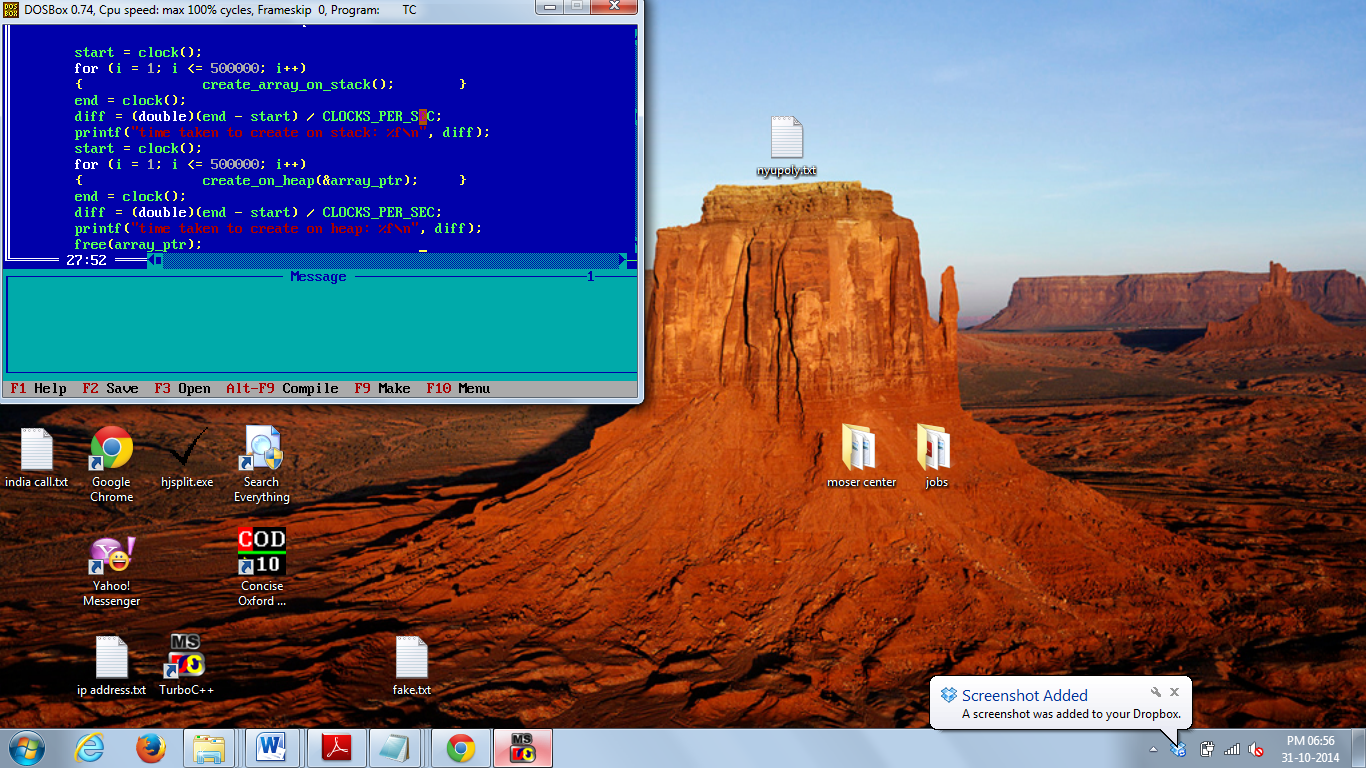 DOSBox 0.74, Cpu speed: max 100% cycles, Frameskip 0, Program: TC
start = clock();
for (i = 1; i <= 500000; i++)
{ create_array_on_stack(); }
end = clock();
diff = (double)(end - start) / CLOCKS_PER_SEC;
printf("time taken to create on stack: %f\n", diff);
start = clock();
for (i = 1; i <= 500000; i++)
{ create_on_heap(&array_ptr); }
end = clock();
diff = (double)(end - start) / CLOCKS_PER_SEC;
printf("time taken to create on heap: %f\n", diff);
free(array_ptr);
27:52
Message 1
F1 Help F2 Save F3 Open Alt-F9 Compile F9 Make F10 Menu
nyupoly.txt
moser center
jobs
india call.txt
Google
Chrome
hjsplit.exe
Search
Everything
Yahoo!
Messenger
COD
10
Concise
Oxford ...
ip address.txt
MS
TurboC++
fake.txt
Screenshot Added
A screenshot was added to your Dropbox.
MS
PM 06:56
31-10-2014